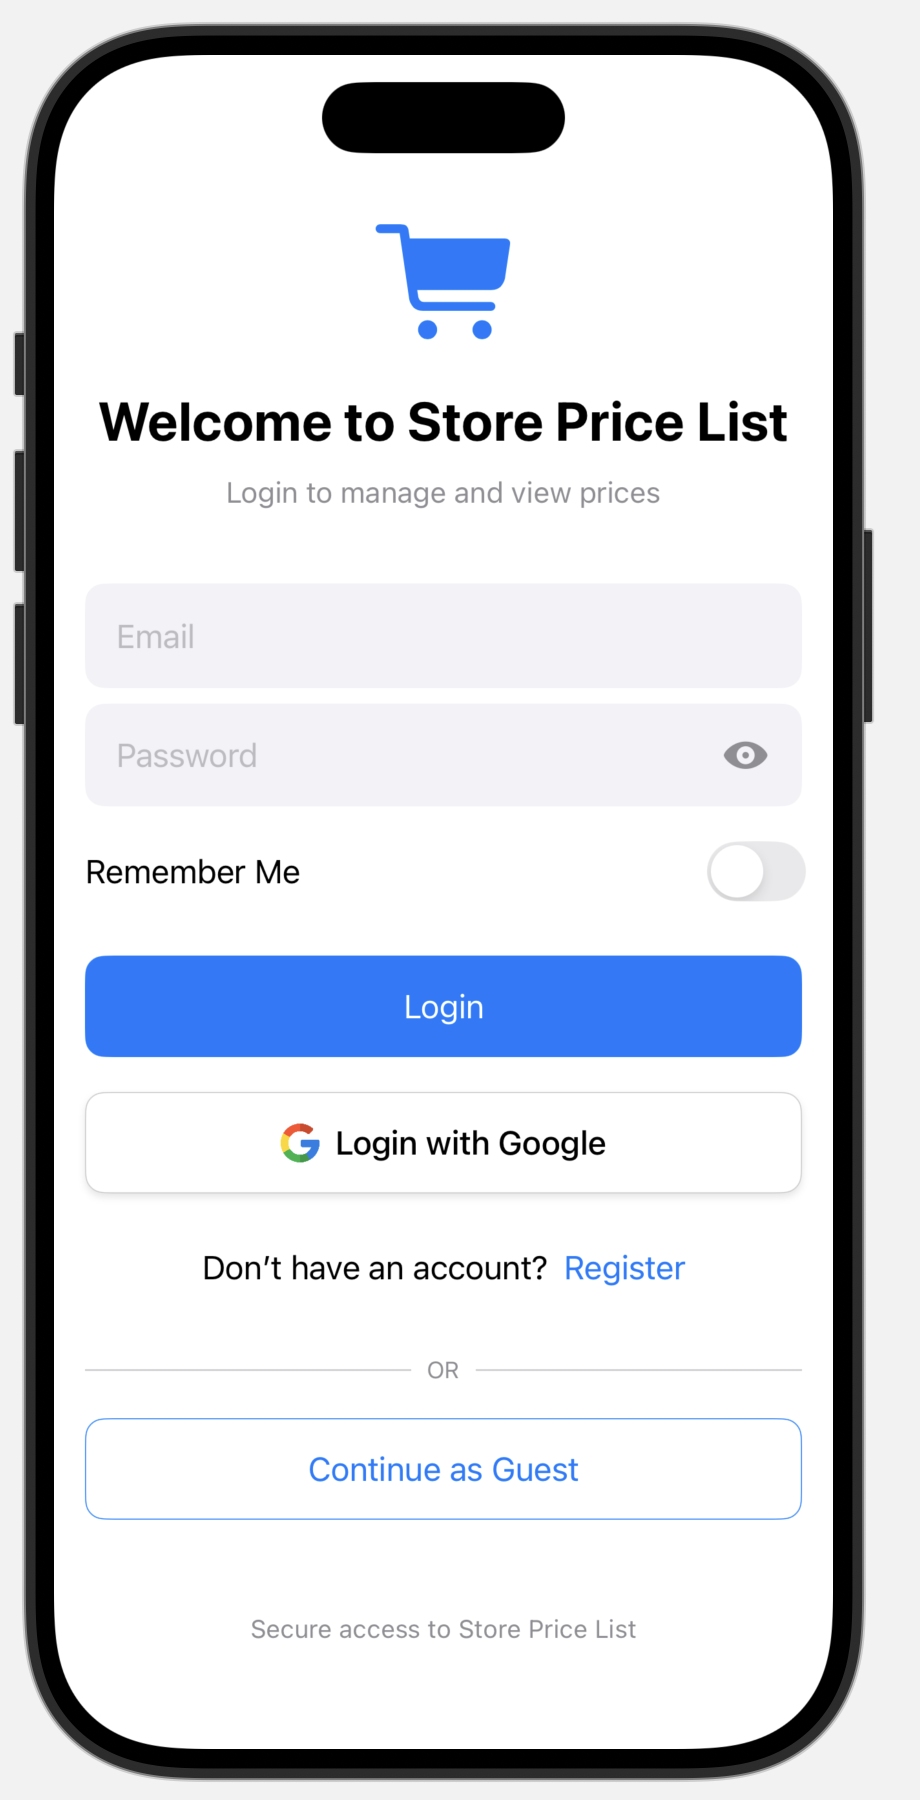 Welcome to Store Price List
Login to manage and view prices
Email
Password
Remember Me
Login
Login with Google
Don’t have an account? Register
OR
Continue as Guest
Secure access to Store Price List